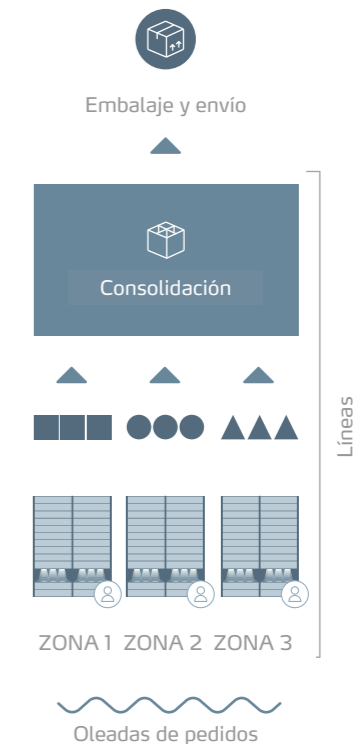 Embalaje y envío
Consolidación
Líneas
ZONA 1 ZONA 2 ZONA 3
Oleadas de pedidos